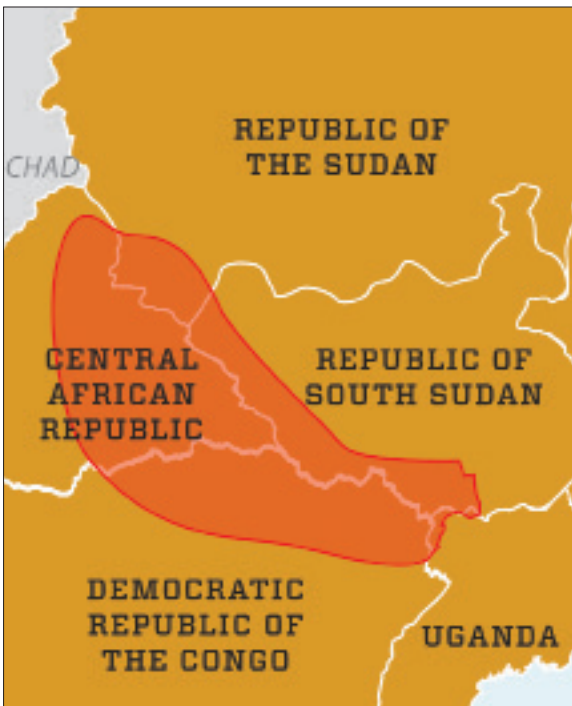 REPUBLIC OF
THE SUDAN
CHAD
CENTRAL
AFRICAN
REPUBLIC
REPUBLIC OF
SOUTH SUDAN
DEMOCRATIC
REPUBLIC OF
THE CONGO
UGANDA